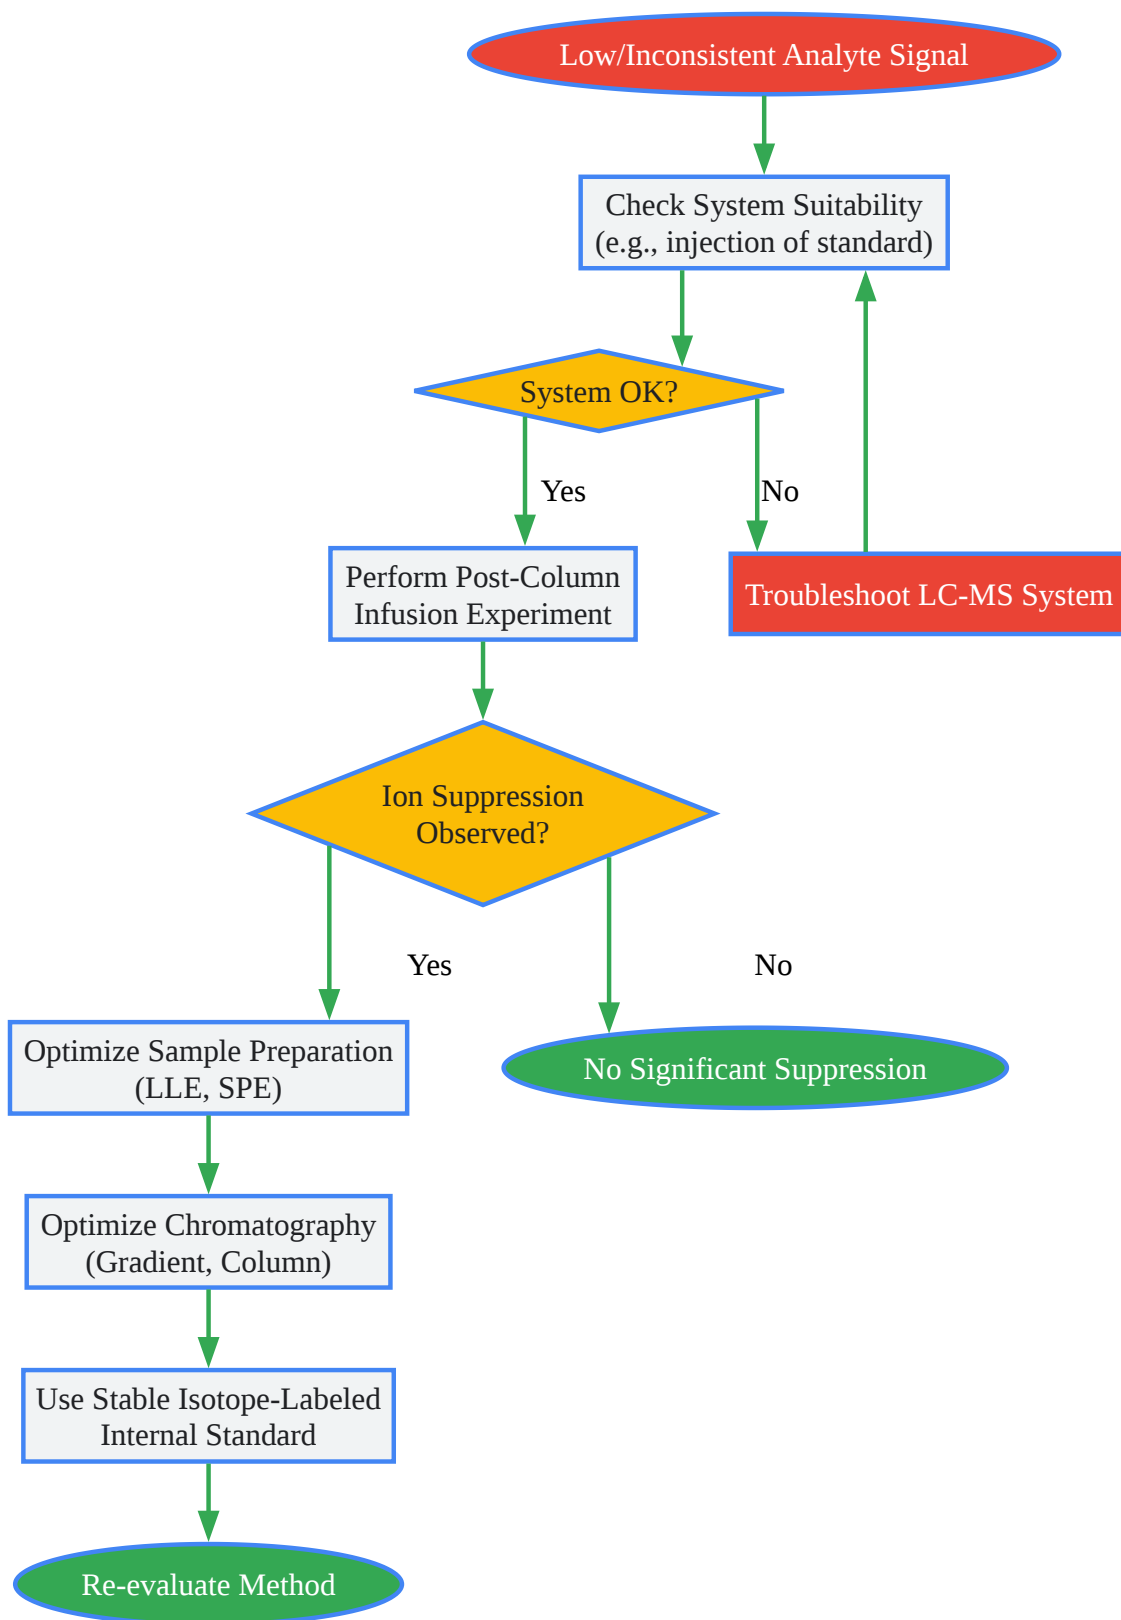 Low/Inconsistent Analyte Signal
Check System Suitability
(e.g., injection of standard)
System OK?
Yes
No
Perform Post-Column
Infusion Experiment
Troubleshoot LC-MS System
Ion Suppression
Observed?
Yes
No
Optimize Sample Preparation
(LLE, SPE)
No Significant Suppression
Optimize Chromatography
(Gradient, Column)
Use Stable Isotope-Labeled
Internal Standard
Re-evaluate Method